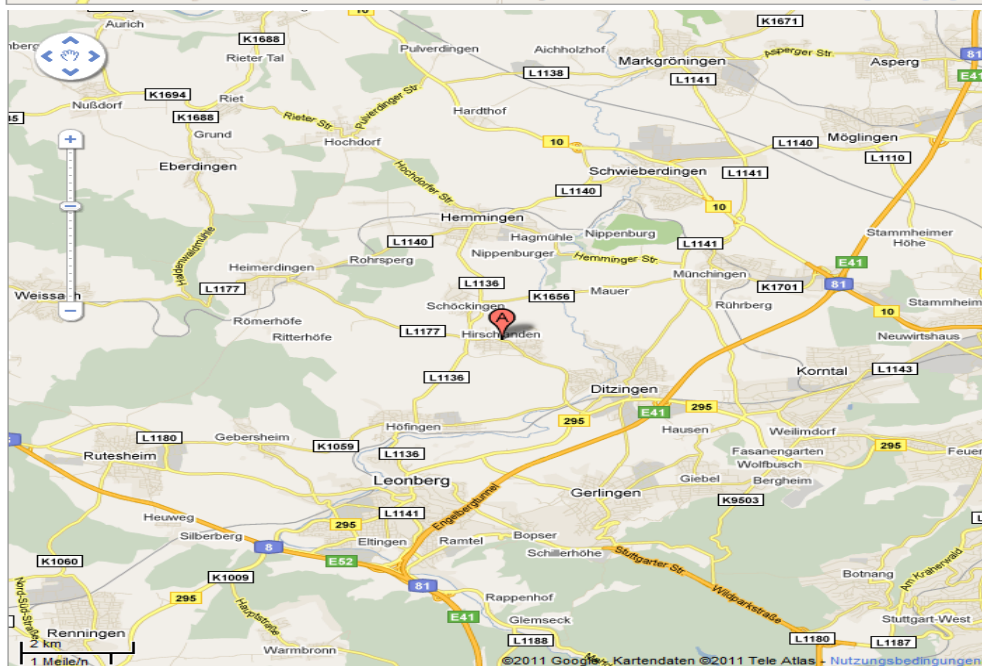 Aurich
K1688
Rieter Tal
Pulverdingen
Aichholzhof
K1671
Markgröningen
Asperger Str.
Asperg
81
E41
L1138
L1141
Nußdorf
K1694
Riet
K1688
Grund
Rieter Str.
Pulverdinger Str
Hardthof
Hochdorf
10
L1140
Möglingen
L1110
Eberdingen
Schwieberdingen
L1141
Hochdorfer Str.
L1140
10
Hemmingen
Hagmühle
Nippenburg
Stammheimer
Höhe
L1140
Rohrsperg
Nippenburger
Hemminger Str.
L1141
E41
Heimerdingen
L1136
Münchingen
K1701
81
Weissach
L1177
Schöckingen
K1656
Mauer
Rührberg
Stammheim
10
Römerhöfe
Ritterhöfe
L1177
A
Neuwirtshaus
L1136
Korntal
L1143
Ditzingen
295
E41
295
Höfingen
Hausen
Weilimdorf
295
L1180
Gebersheim
K1059
L1136
Fasanengarten
Wolfbusch
Rutesheim
Leonberg
Gerlingen
Giebel
Bergheim
K9503
Heuweg
L1141
Engelbergtunnel
295
Silberberg
Eltingen
Ramtel
Bopser
8
Schillerhöhe
E52
Stuttgarter Str.
K1060
K1009
81
Botnang
Am Kräherwald
295
Rappenhof
E41
Wildparkstraße
Nord-Süd-Straße
Hauptstraße
Glemseck
Stuttgart-West
Renningen
L1188
L1180
L1187
Warmbronn
2 km
1 Meile/n
©2011 Google - Kartendaten ©2011 Tele Atlas - Nutzungsbedingungen